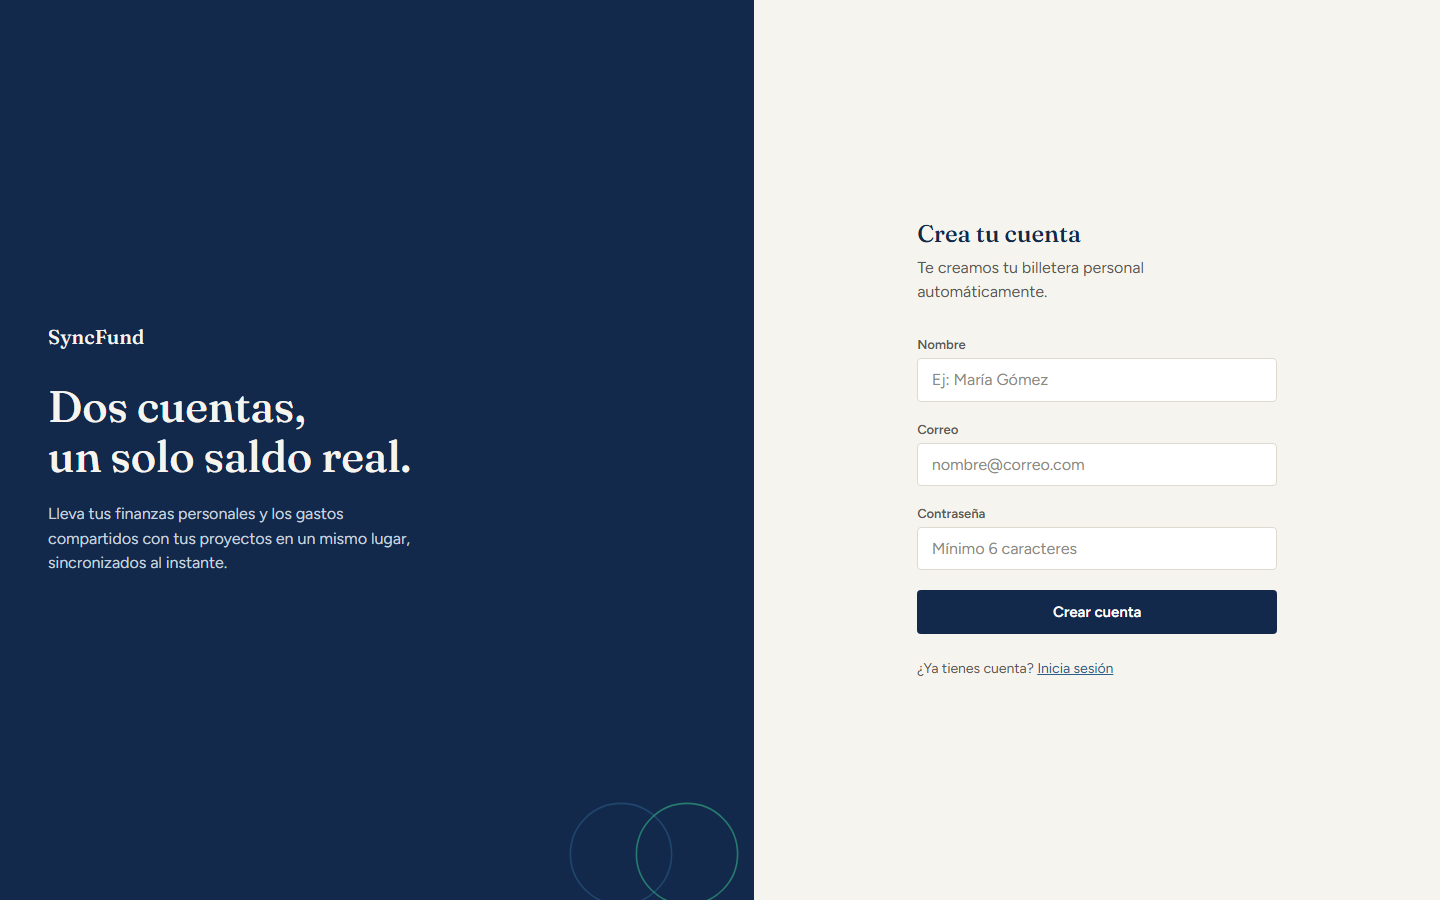 SyncFund
Dos cuentas,
un solo saldo real.
Lleva tus finanzas personales y los gastos
compartidos con tus proyectos en un mismo lugar,
sincronizados al instante.
Crea tu cuenta
Te creamos tu billetera personal
automáticamente.
Nombre
Ej: María Gómez
Correo
nombre@correo.com
Contraseña
Mínimo 6 caracteres
Crear cuenta
¿Ya tienes cuenta? Inicia sesión